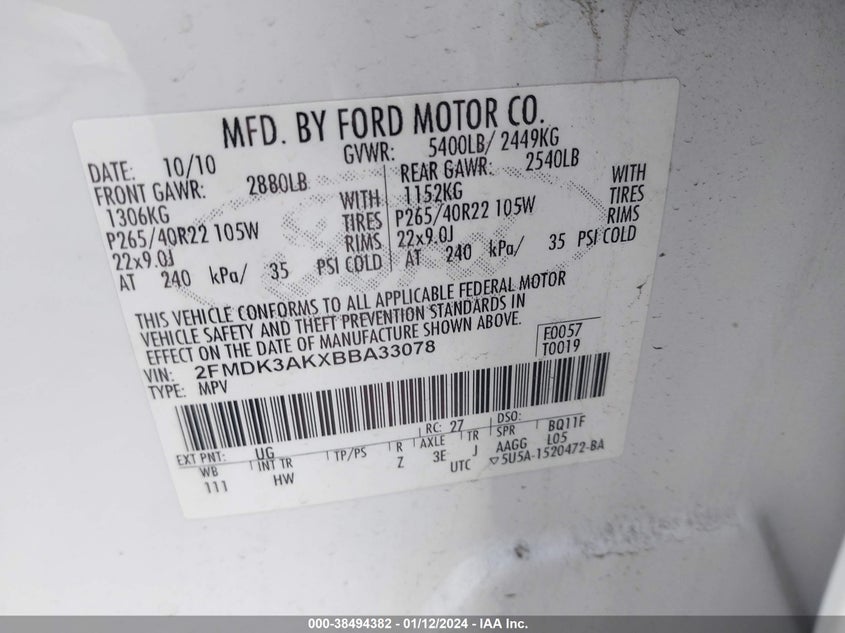 MFD. BY FORD MOTOR CO.
DATE: 10/10 GVWR: 5400LB/ 2449KG
FRONT GAWR: 2880LB REAR GAWR: 2540LB
1306KG WITH 1152KG WITH
P265/40R22 105W TIRES P265/40R22 105W TIRES
22x9.0J RIMS 22x9.0J RIMS
AT 240 kPa/ 35 PSI COLD AT 240 kPa/ 35 PSI COLD
THIS VEHICLE CONFORMS TO ALL APPLICABLE FEDERAL MOTOR
VEHICLE SAFETY AND THEFT PREVENTION STANDARDS IN
EFFECT ON THE DATE OF MANUFACTURE SHOWN ABOVE.
VIN: 2FMDK3AKXBBA33078 F0057
TYPE: MPV T0019
EXT PNT: UG RC: 27 DSO:
WB INT TR TP/PS R AXLE TR SPR BQ11F
111 HW Z 3E J AAGG L05
UTC ▽5U5A-1520472-BA
000-38494382 - 01/12/2024 - IAA Inc.